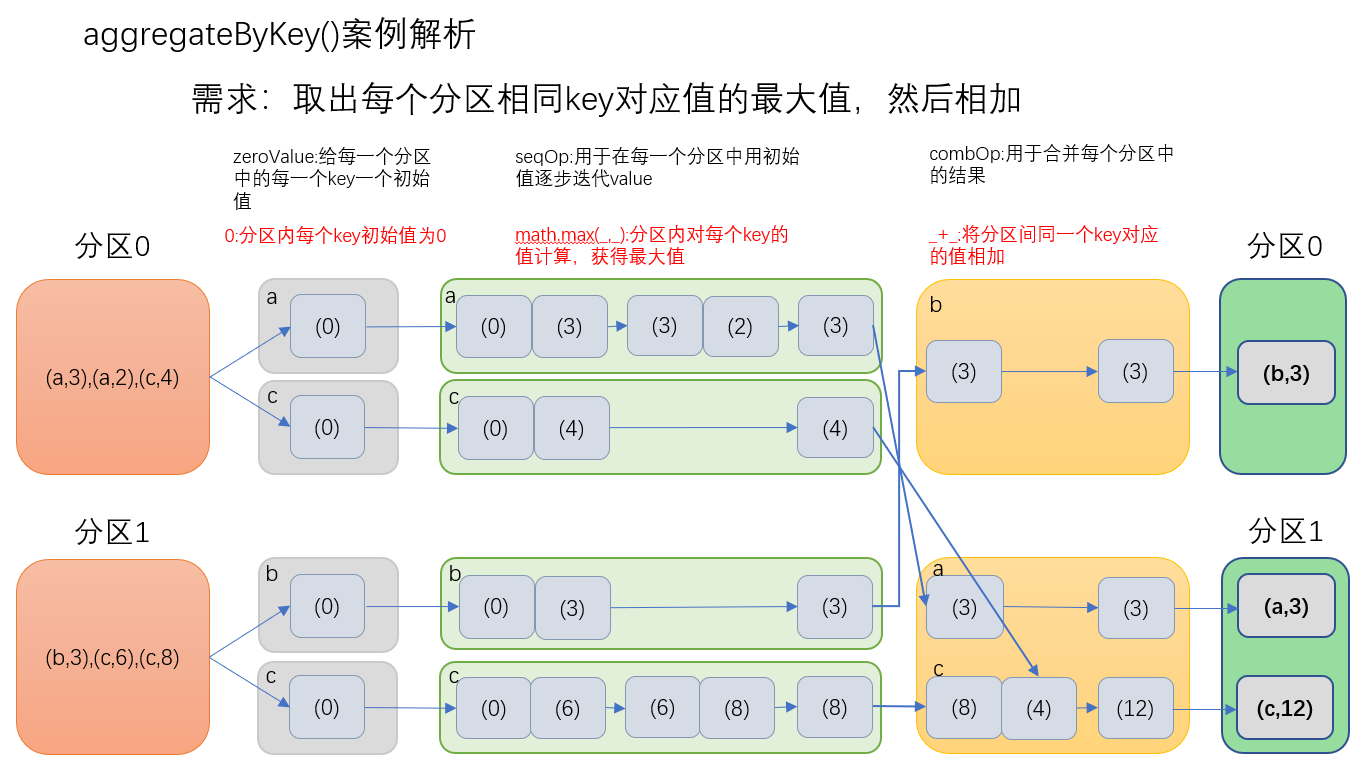 aggregateByKey()案例解析
需求：取出每个分区相同key对应值的最大值，然后相加
zeroValue:给每一个分区
中的每一个key一个初始
值
0:分区内每个key初始值为0
seqOp:用于在每一个分区中用初始
值逐步迭代value
math.max(_,_):分区内对每个key的
值计算，获得最大值
combOp:用于合并每个分区中
的结果
_+_:将分区间同一个key对应
的值相加
分区0
(a,3),(a,2),(c,4)
a
(0)
c
(0)
a
(0)
(3)
(3)
(2)
(3)
c
(0)
(4)
(4)
b
(3)
(3)
分区0
(b,3)
分区1
(b,3),(c,6),(c,8)
b
(0)
c
(0)
b
(0)
(3)
(3)
c
(0)
(6)
(6)
(8)
(8)
a
(3)
(3)
c
(8)
(4)
(12)
分区1
(a,3)
(c,12)